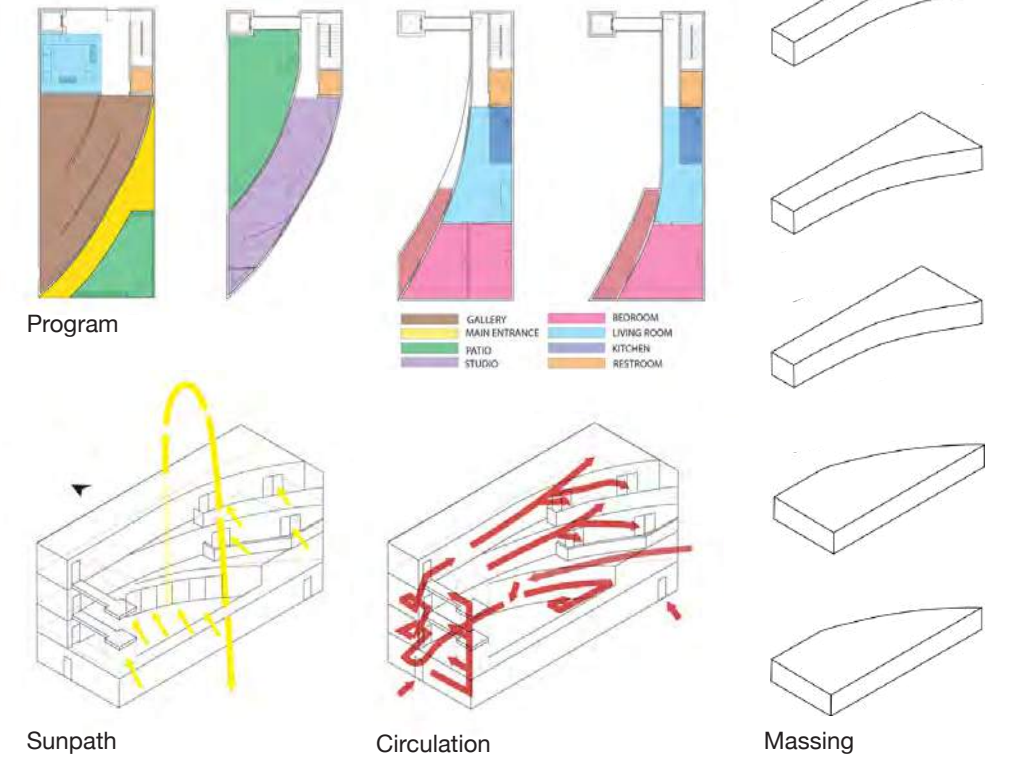 Program
GALLERY
MAIN ENTRANCE
PATIO
STUDIO
BEDROOM
LIVING ROOM
KITCHEN
RESTROOM
Sunpath
Circulation
Massing